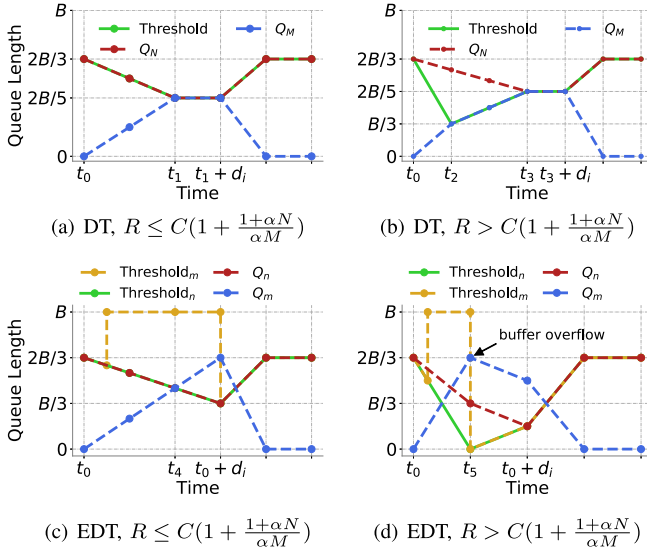 Threshold
Q_N
Q_M
Queue Length
B
2B/3
2B/5
0
t_0
t_1
t_1 + d_i
Time
(a) DT, R ≤ C(1 + \frac{1+αN}{αM})
Threshold
Q_N
Q_M
B
2B/3
2B/5
B/3
0
t_0
t_2
t_3
t_3 + d_i
Time
(b) DT, R > C(1 + \frac{1+αN}{αM})
Threshold_m
Threshold_n
Q_n
Q_m
Queue Length
B
2B/3
B/3
0
t_0
t_4
t_0 + d_i
Time
(c) EDT, R ≤ C(1 + \frac{1+αN}{αM})
Threshold_n
Threshold_m
Q_n
Q_m
buffer overflow
B
2B/3
B/3
0
t_0
t_5
t_0 + d_i
Time
(d) EDT, R > C(1 + \frac{1+αN}{αM})